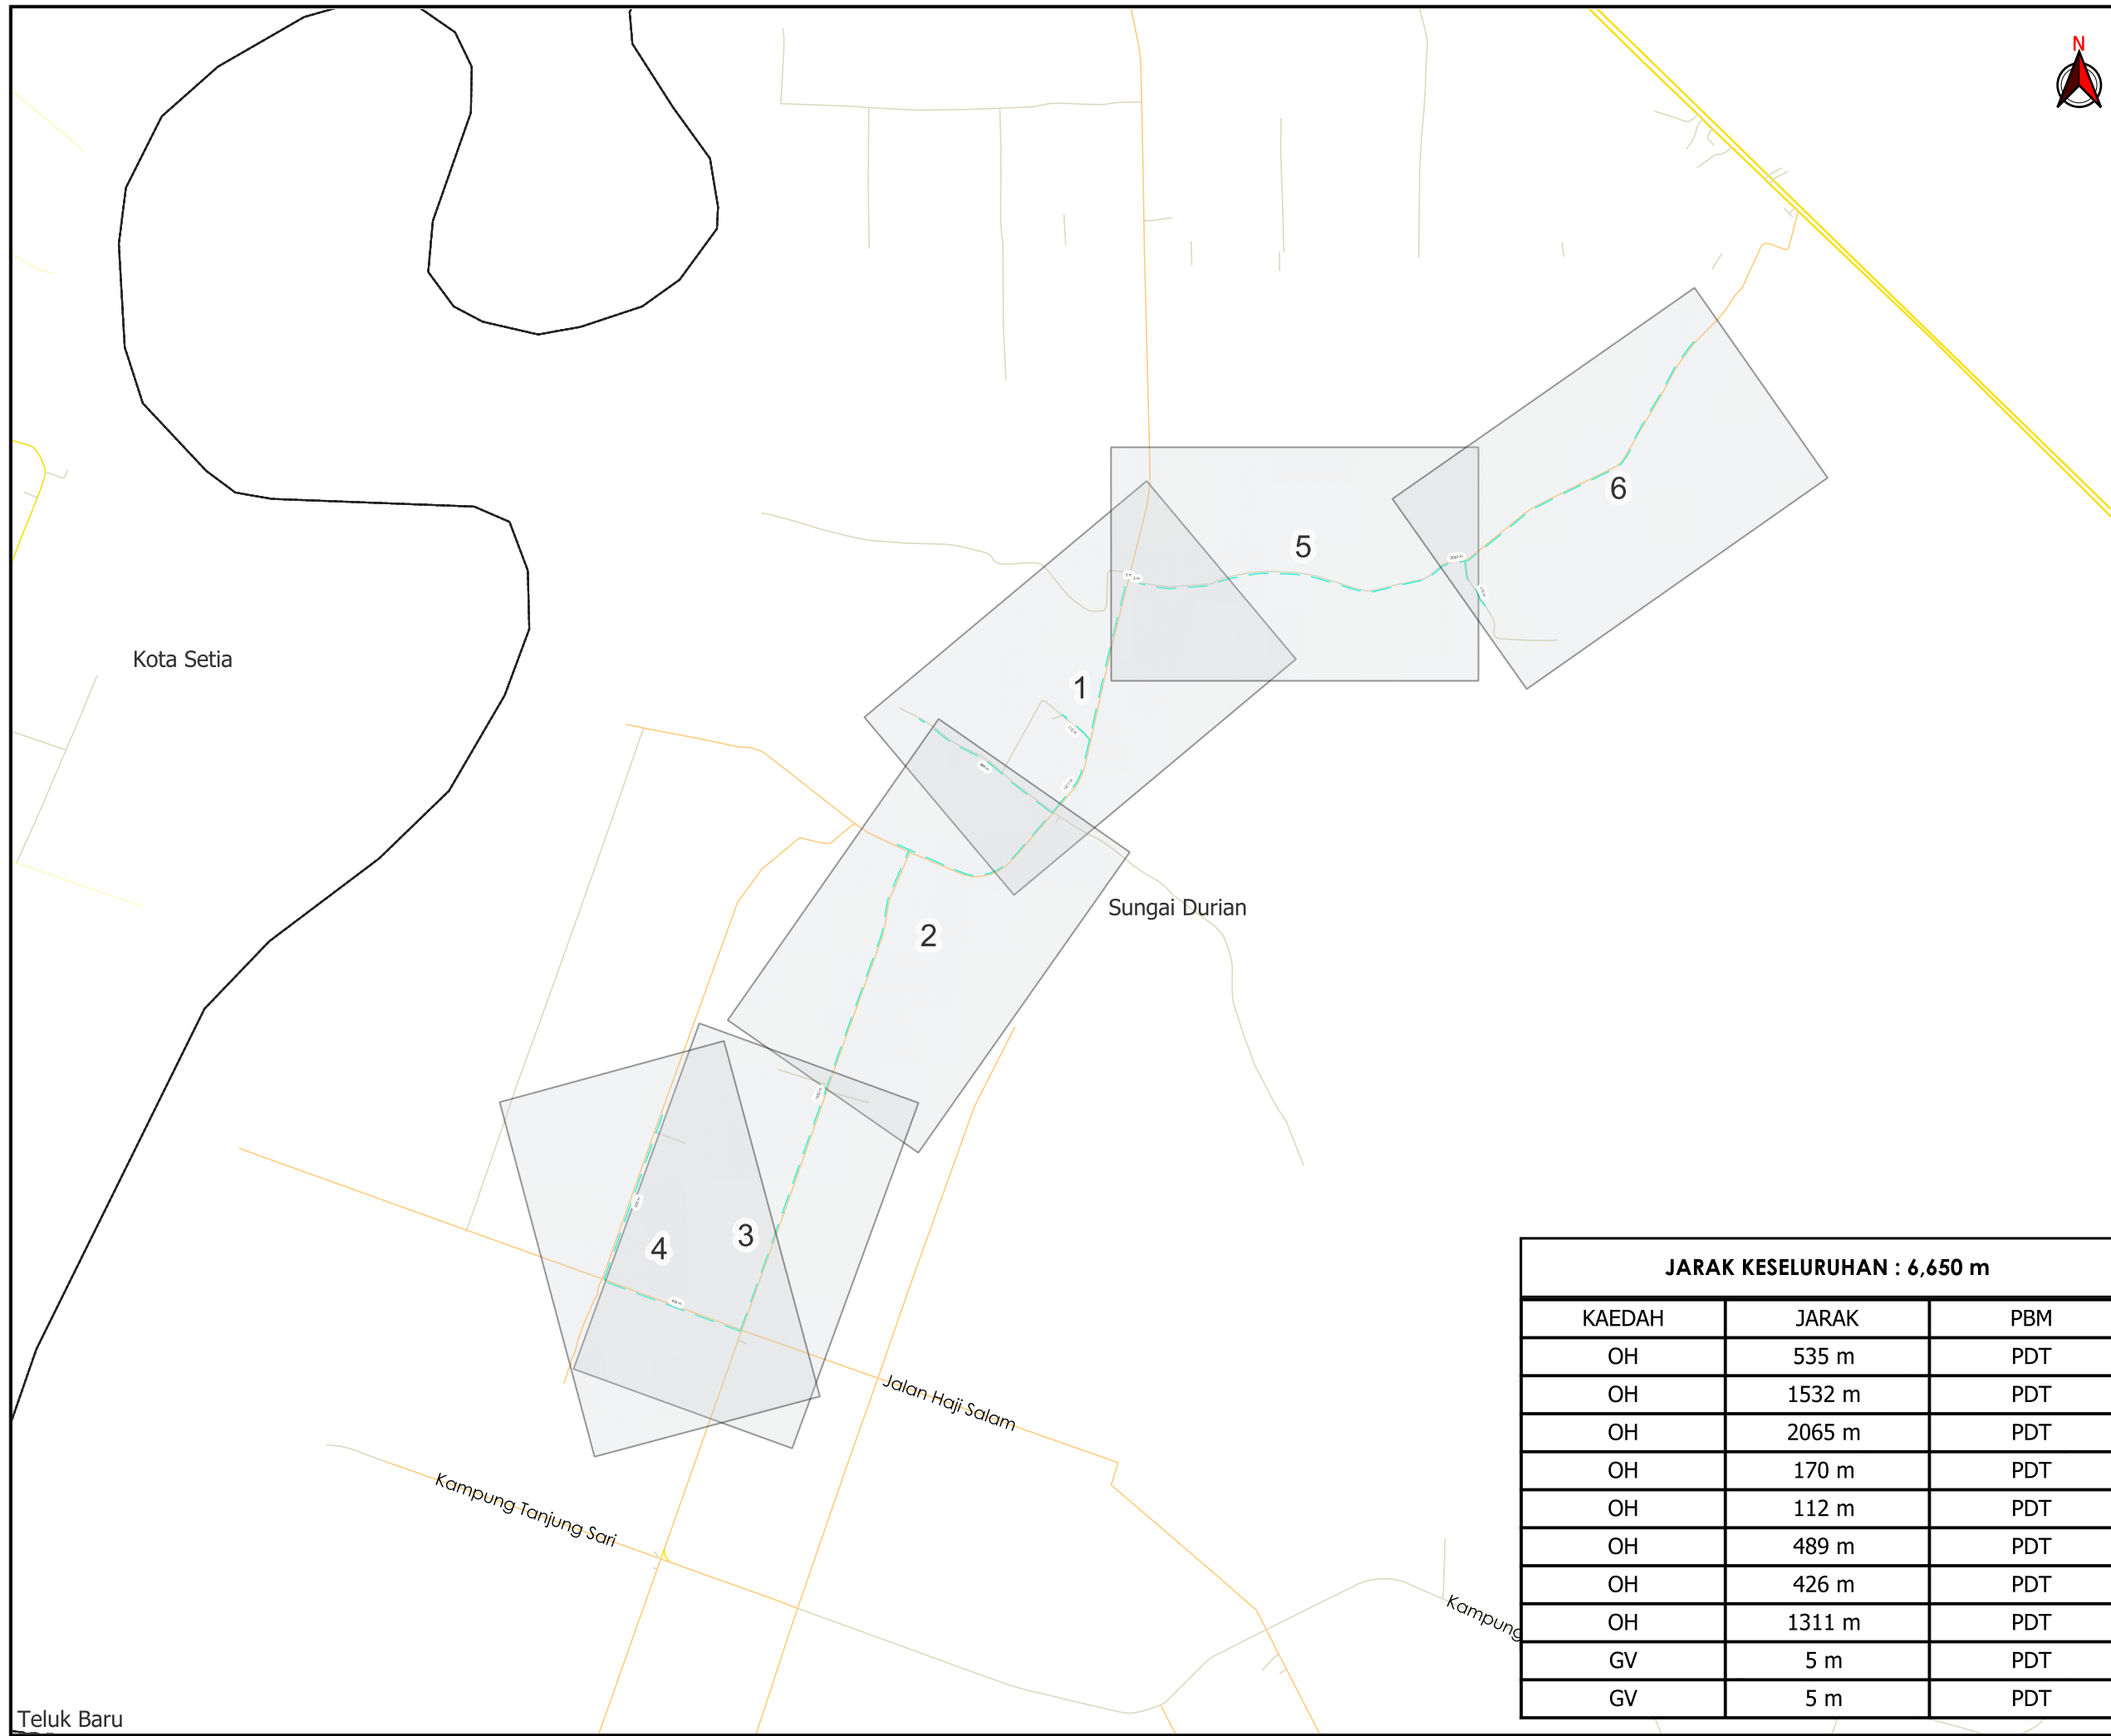 N
6
5
Kota Setia
1
Sungai Durian
2
3
4
JARAK KESELURUHAN : 6,650 m
KAEDAH JARAK PBM
OH 535 m PDT
OH 1532 m PDT
OH 2065 m PDT
OH 170 m PDT
OH 112 m PDT
OH 489 m PDT
OH 426 m PDT
OH 1311 m PDT
GV 5 m PDT
GV 5 m PDT
Jalan Haji Salam
Kampung Tanjung Sari
Kampung
Teluk Baru